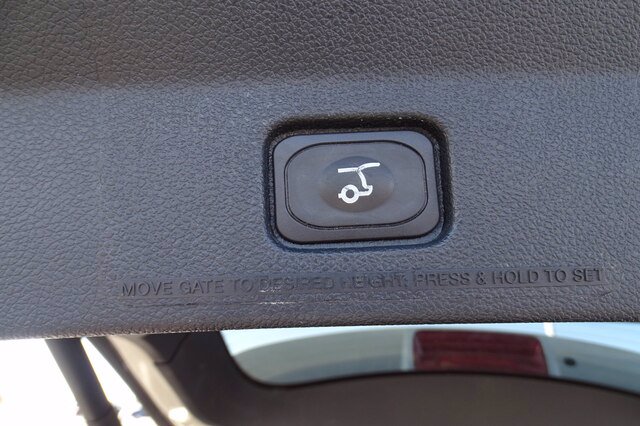 MOVE GATE TO DESIRED HEIGHT; PRESS & HOLD TO SET